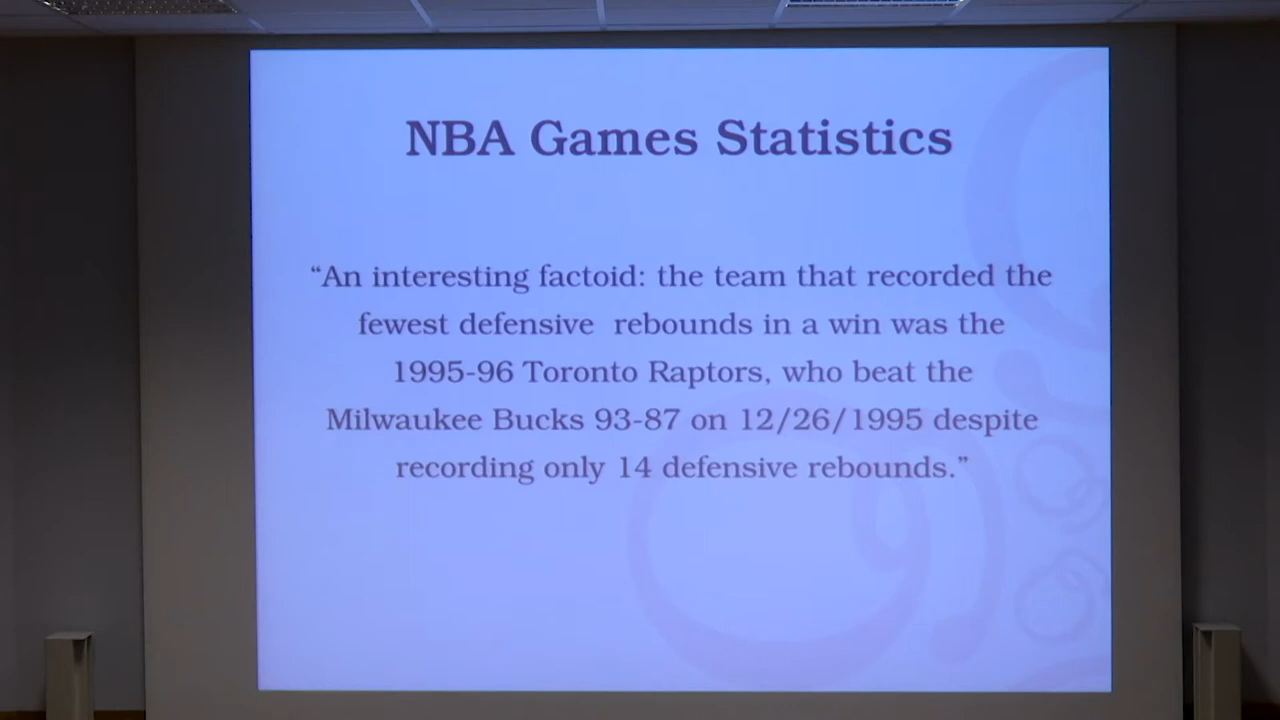 NBA Games Statistics
“An interesting factoid: the team that recorded the
fewest defensive  rebounds in a win was the
1995-96 Toronto Raptors, who beat the
Milwaukee Bucks 93-87 on 12/26/1995 despite
recording only 14 defensive rebounds.”